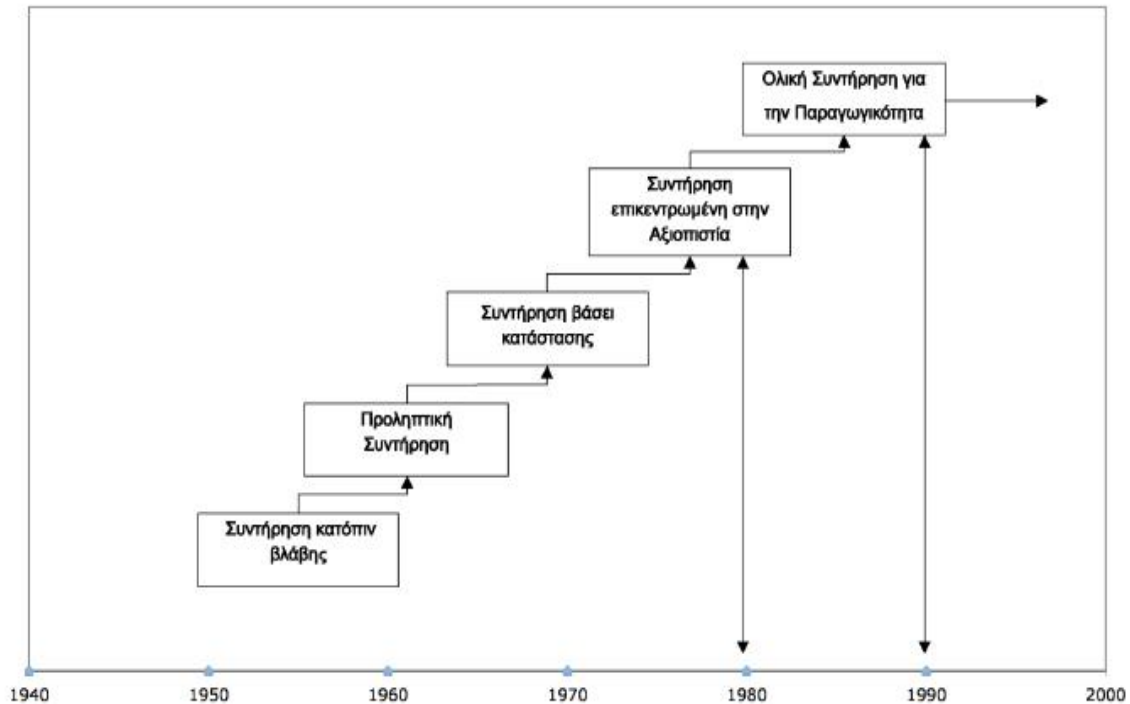 Ολική Συντήρηση για
την Παραγωγικότητα
Συντήρηση
επικεντρωμένη στην
Αξιοπιστία
Συντήρηση βάσει
κατάστασης
Προληπτική
Συντήρηση
Συντήρηση κατόπιν
βλάβης
1940 1950 1960 1970 1980 1990 2000